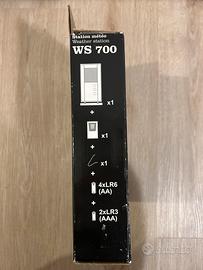 Station météo
Weather station
WS 700
x1
+
x1
+
x1
+
4xLR6
(AA)
+
2xLR3
(AAA)